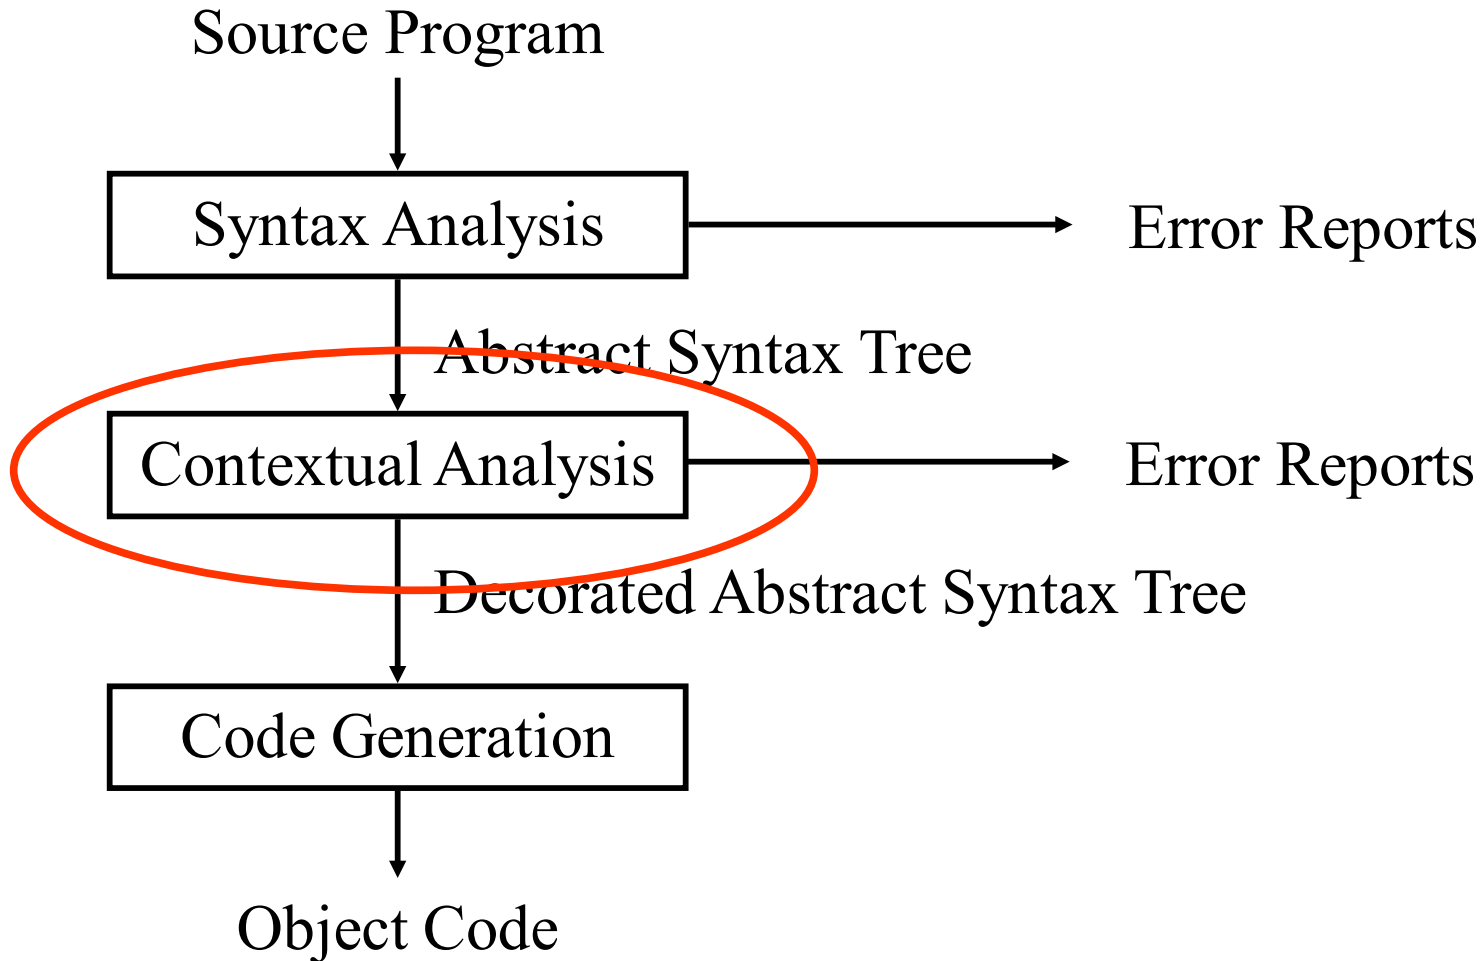 Source Program
Syntax Analysis
Error Reports
Abstract Syntax Tree
Contextual Analysis
Error Reports
Decorated Abstract Syntax Tree
Code Generation
Object Code